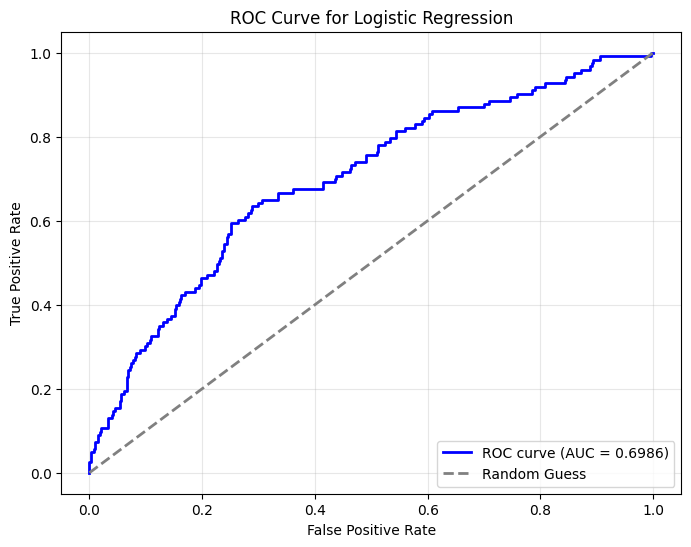 ROC Curve for Logistic Regression
1.0
0.8
0.6
0.4
0.2
0.0
True Positive Rate
0.0 0.2 0.4 0.6 0.8 1.0
False Positive Rate
ROC curve (AUC = 0.6986)
Random Guess